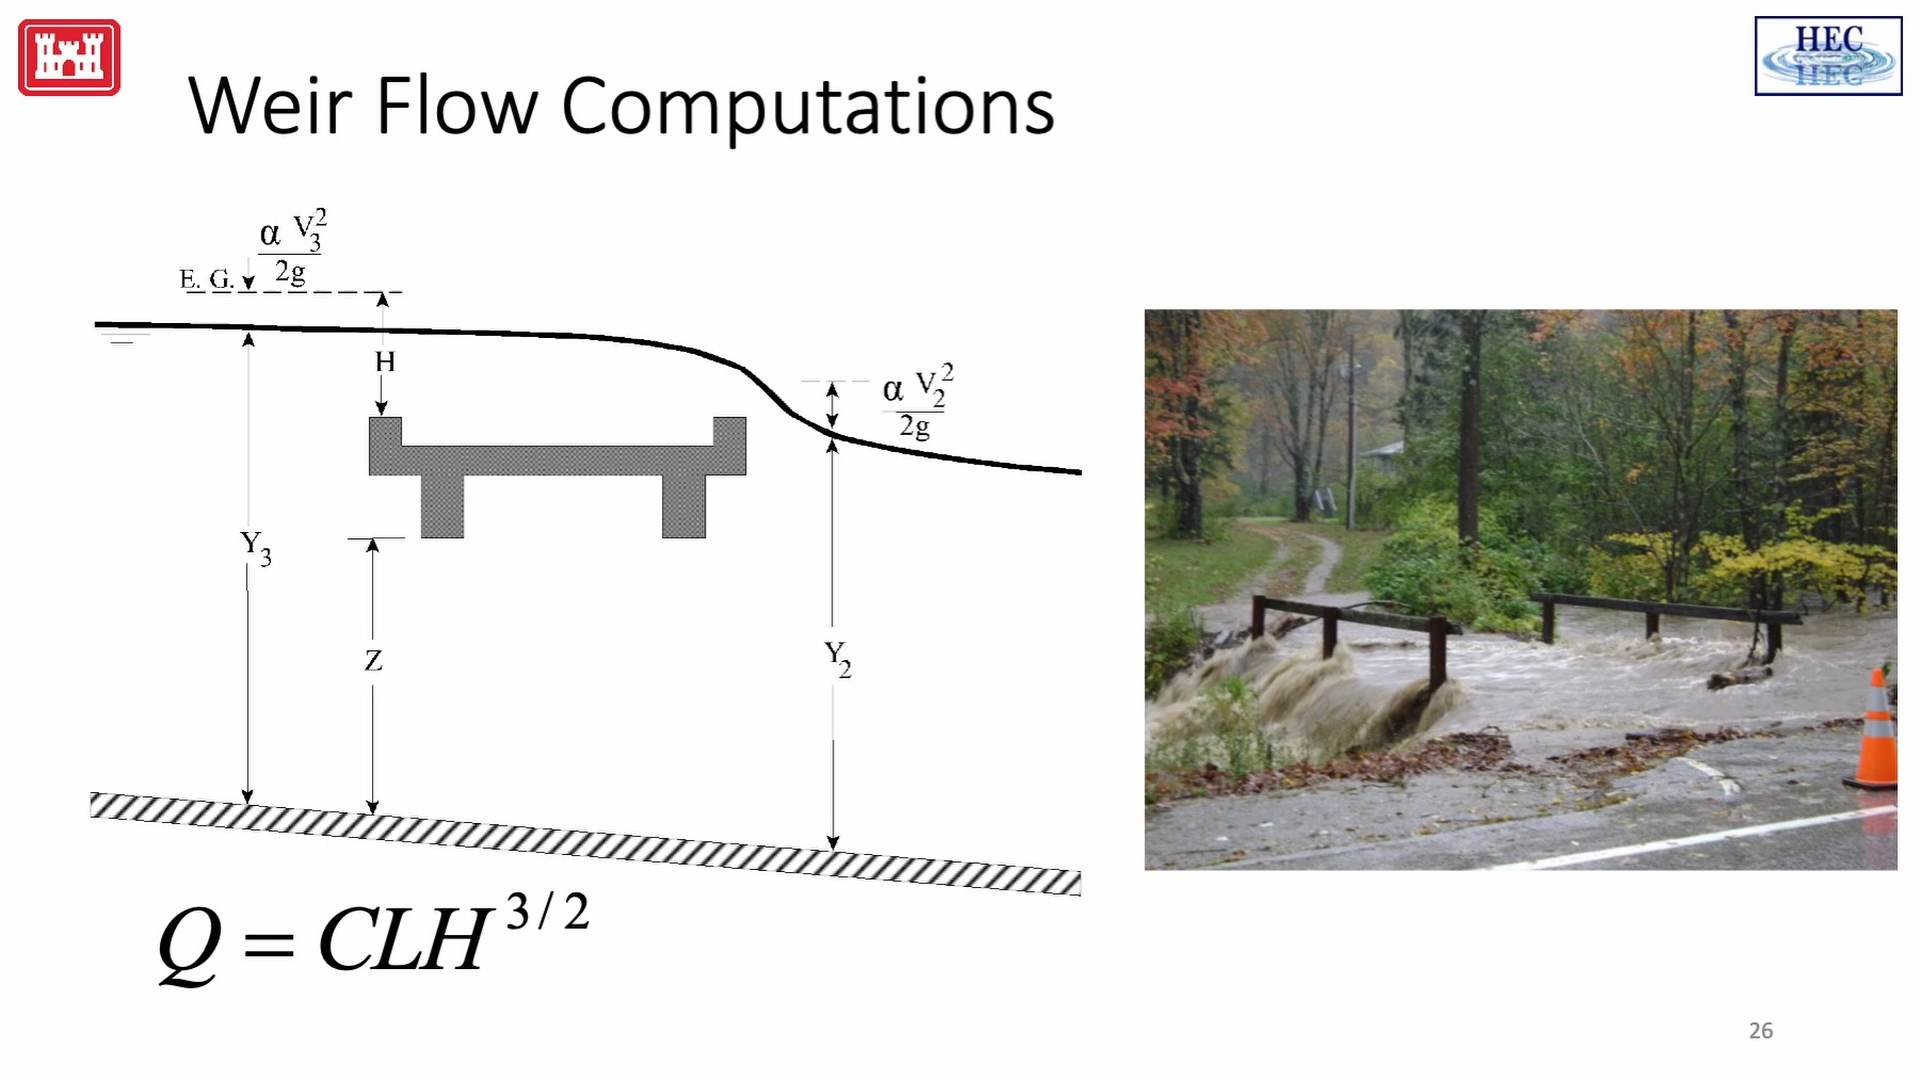 HEC
Weir Flow Computations
α V₃²
2g
E. G.
H
α V₂²
2g
Y₃
Z
Y₂
Q = CLH^{3/2}
26